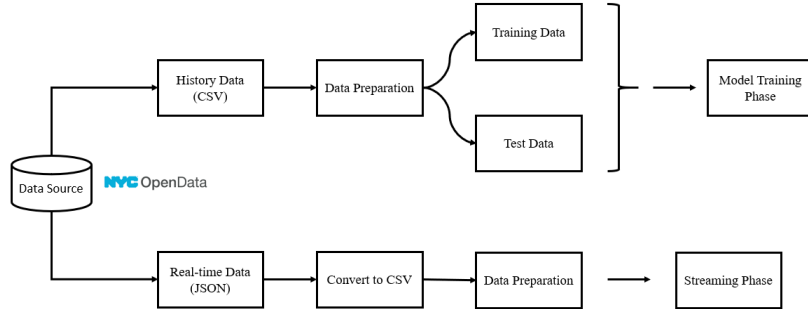 Training Data
History Data
(CSV)
Data Preparation
Model Training
Phase
Test Data
Data Source
NYC OpenData
Real-time Data
(JSON)
Convert to CSV
Data Preparation
Streaming Phase